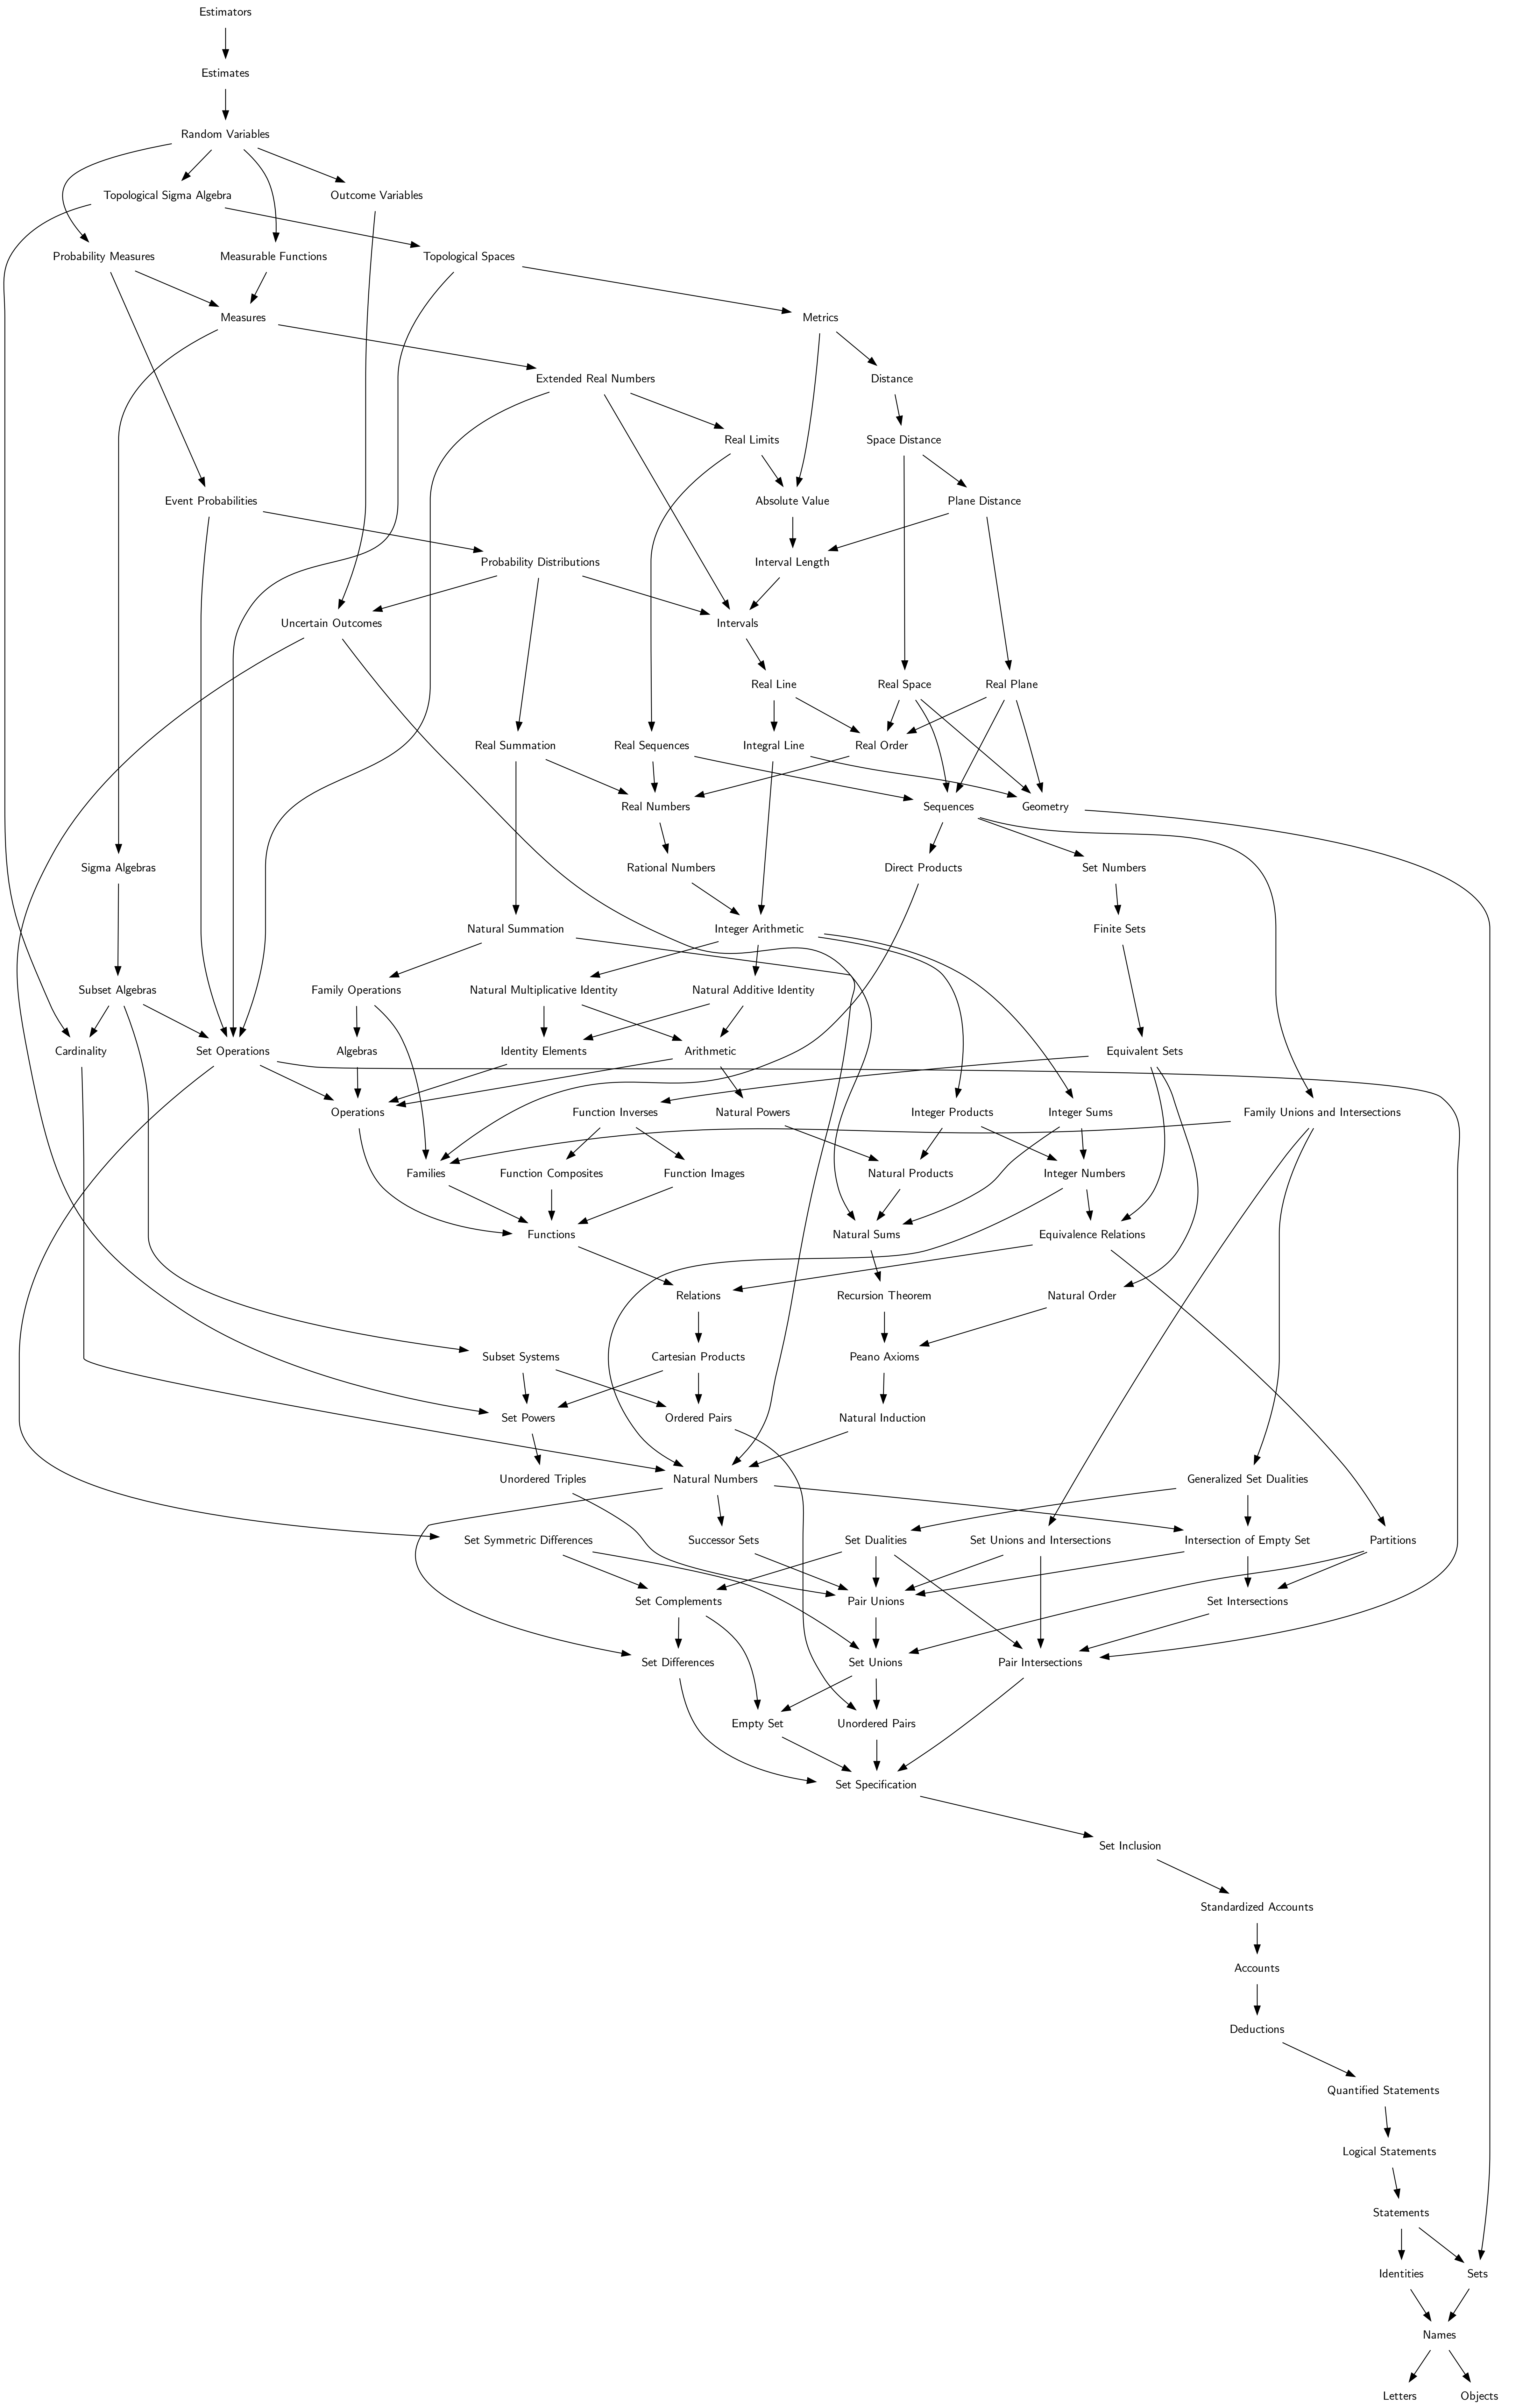 Estimators
Estimates
Random Variables
Topological Sigma Algebra
Outcome Variables
Probability Measures
Measurable Functions
Topological Spaces
Measures
Metrics
Extended Real Numbers
Distance
Real Limits
Space Distance
Event Probabilities
Absolute Value
Plane Distance
Probability Distributions
Interval Length
Uncertain Outcomes
Intervals
Real Line
Real Space
Real Plane
Real Summation
Real Sequences
Integral Line
Real Order
Real Numbers
Sequences
Geometry
Sigma Algebras
Rational Numbers
Direct Products
Set Numbers
Natural Summation
Integer Arithmetic
Finite Sets
Subset Algebras
Family Operations
Natural Multiplicative Identity
Natural Additive Identity
Cardinality
Set Operations
Algebras
Identity Elements
Arithmetic
Equivalent Sets
Operations
Function Inverses
Natural Powers
Integer Products
Integer Sums
Family Unions and Intersections
Families
Function Composites
Function Images
Natural Products
Integer Numbers
Functions
Natural Sums
Equivalence Relations
Relations
Recursion Theorem
Natural Order
Subset Systems
Cartesian Products
Peano Axioms
Set Powers
Ordered Pairs
Natural Induction
Unordered Triples
Natural Numbers
Generalized Set Dualities
Set Symmetric Differences
Successor Sets
Set Dualities
Set Unions and Intersections
Intersection of Empty Set
Partitions
Set Complements
Pair Unions
Set Intersections
Set Differences
Set Unions
Pair Intersections
Empty Set
Unordered Pairs
Set Specification
Set Inclusion
Standardized Accounts
Accounts
Deductions
Quantified Statements
Logical Statements
Statements
Identities
Sets
Names
Letters
Objects